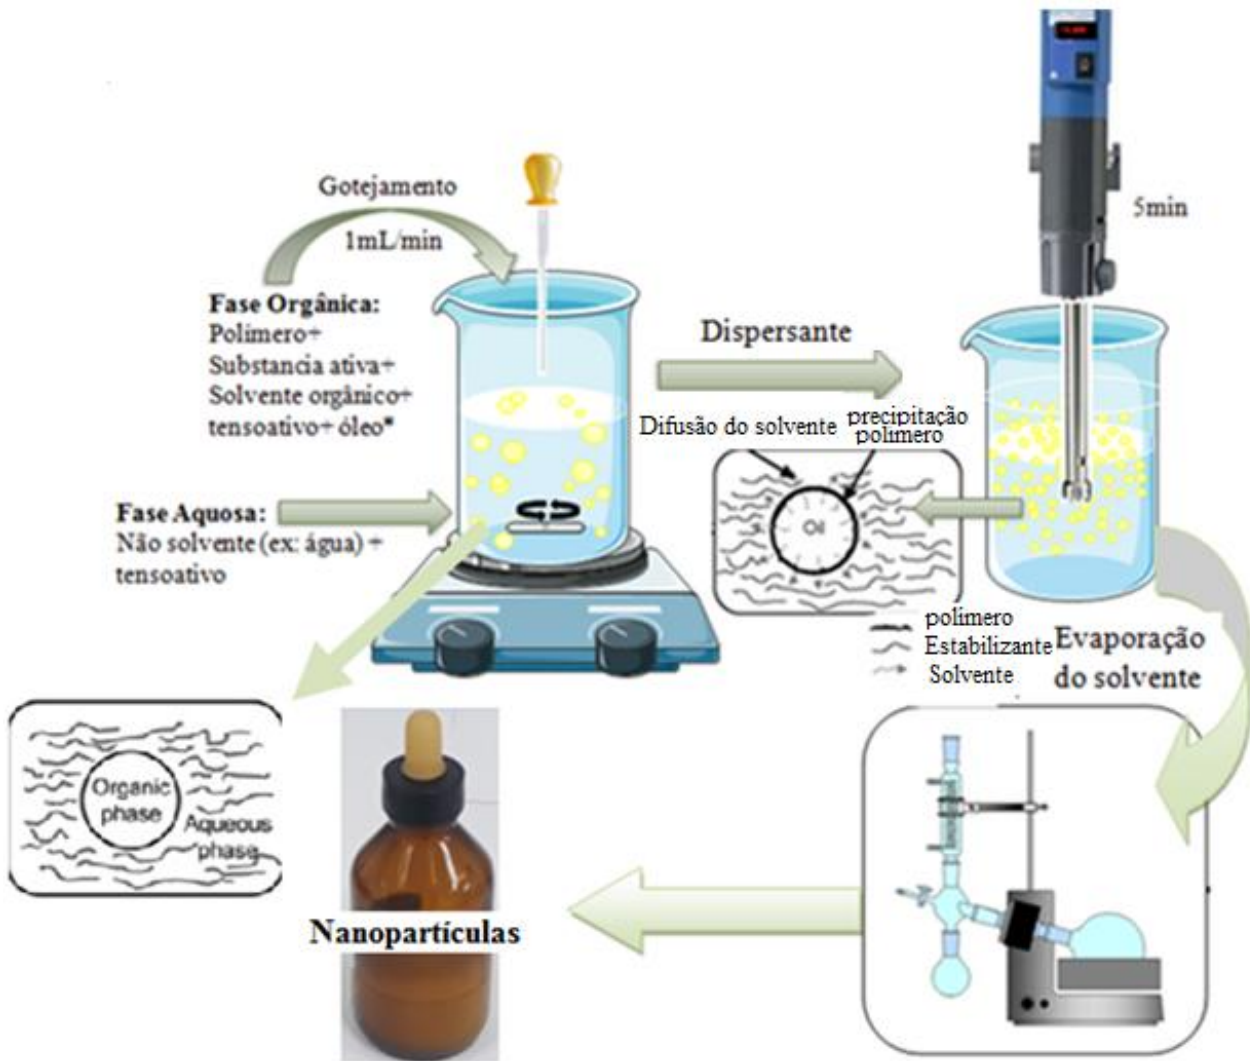 Gotejamento
1mL/min
Fase Orgânica:
Polímero+
Substancia ativa+
Solvente orgânico+
tensoativo+ óleo*
Fase Aquosa:
Não solvente (ex: água) +
tensoativo
Dispersante
5min
Difusão do solvente
precipitação
polímero
Oil
polímero
Estabilizante
Solvente
Evaporação
do solvente
Organic
phase
Aqueous
phase
Nanopartículas